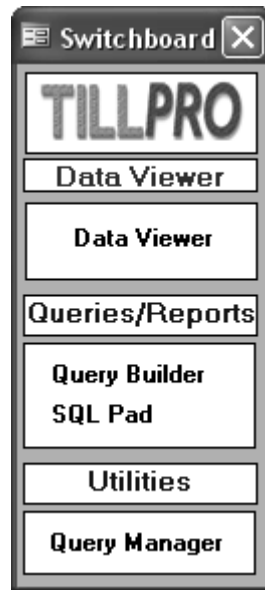 Switchboard
TILLPRO
Data Viewer
Data Viewer
Queries/Reports
Query Builder
SQL Pad
Utilities
Query Manager